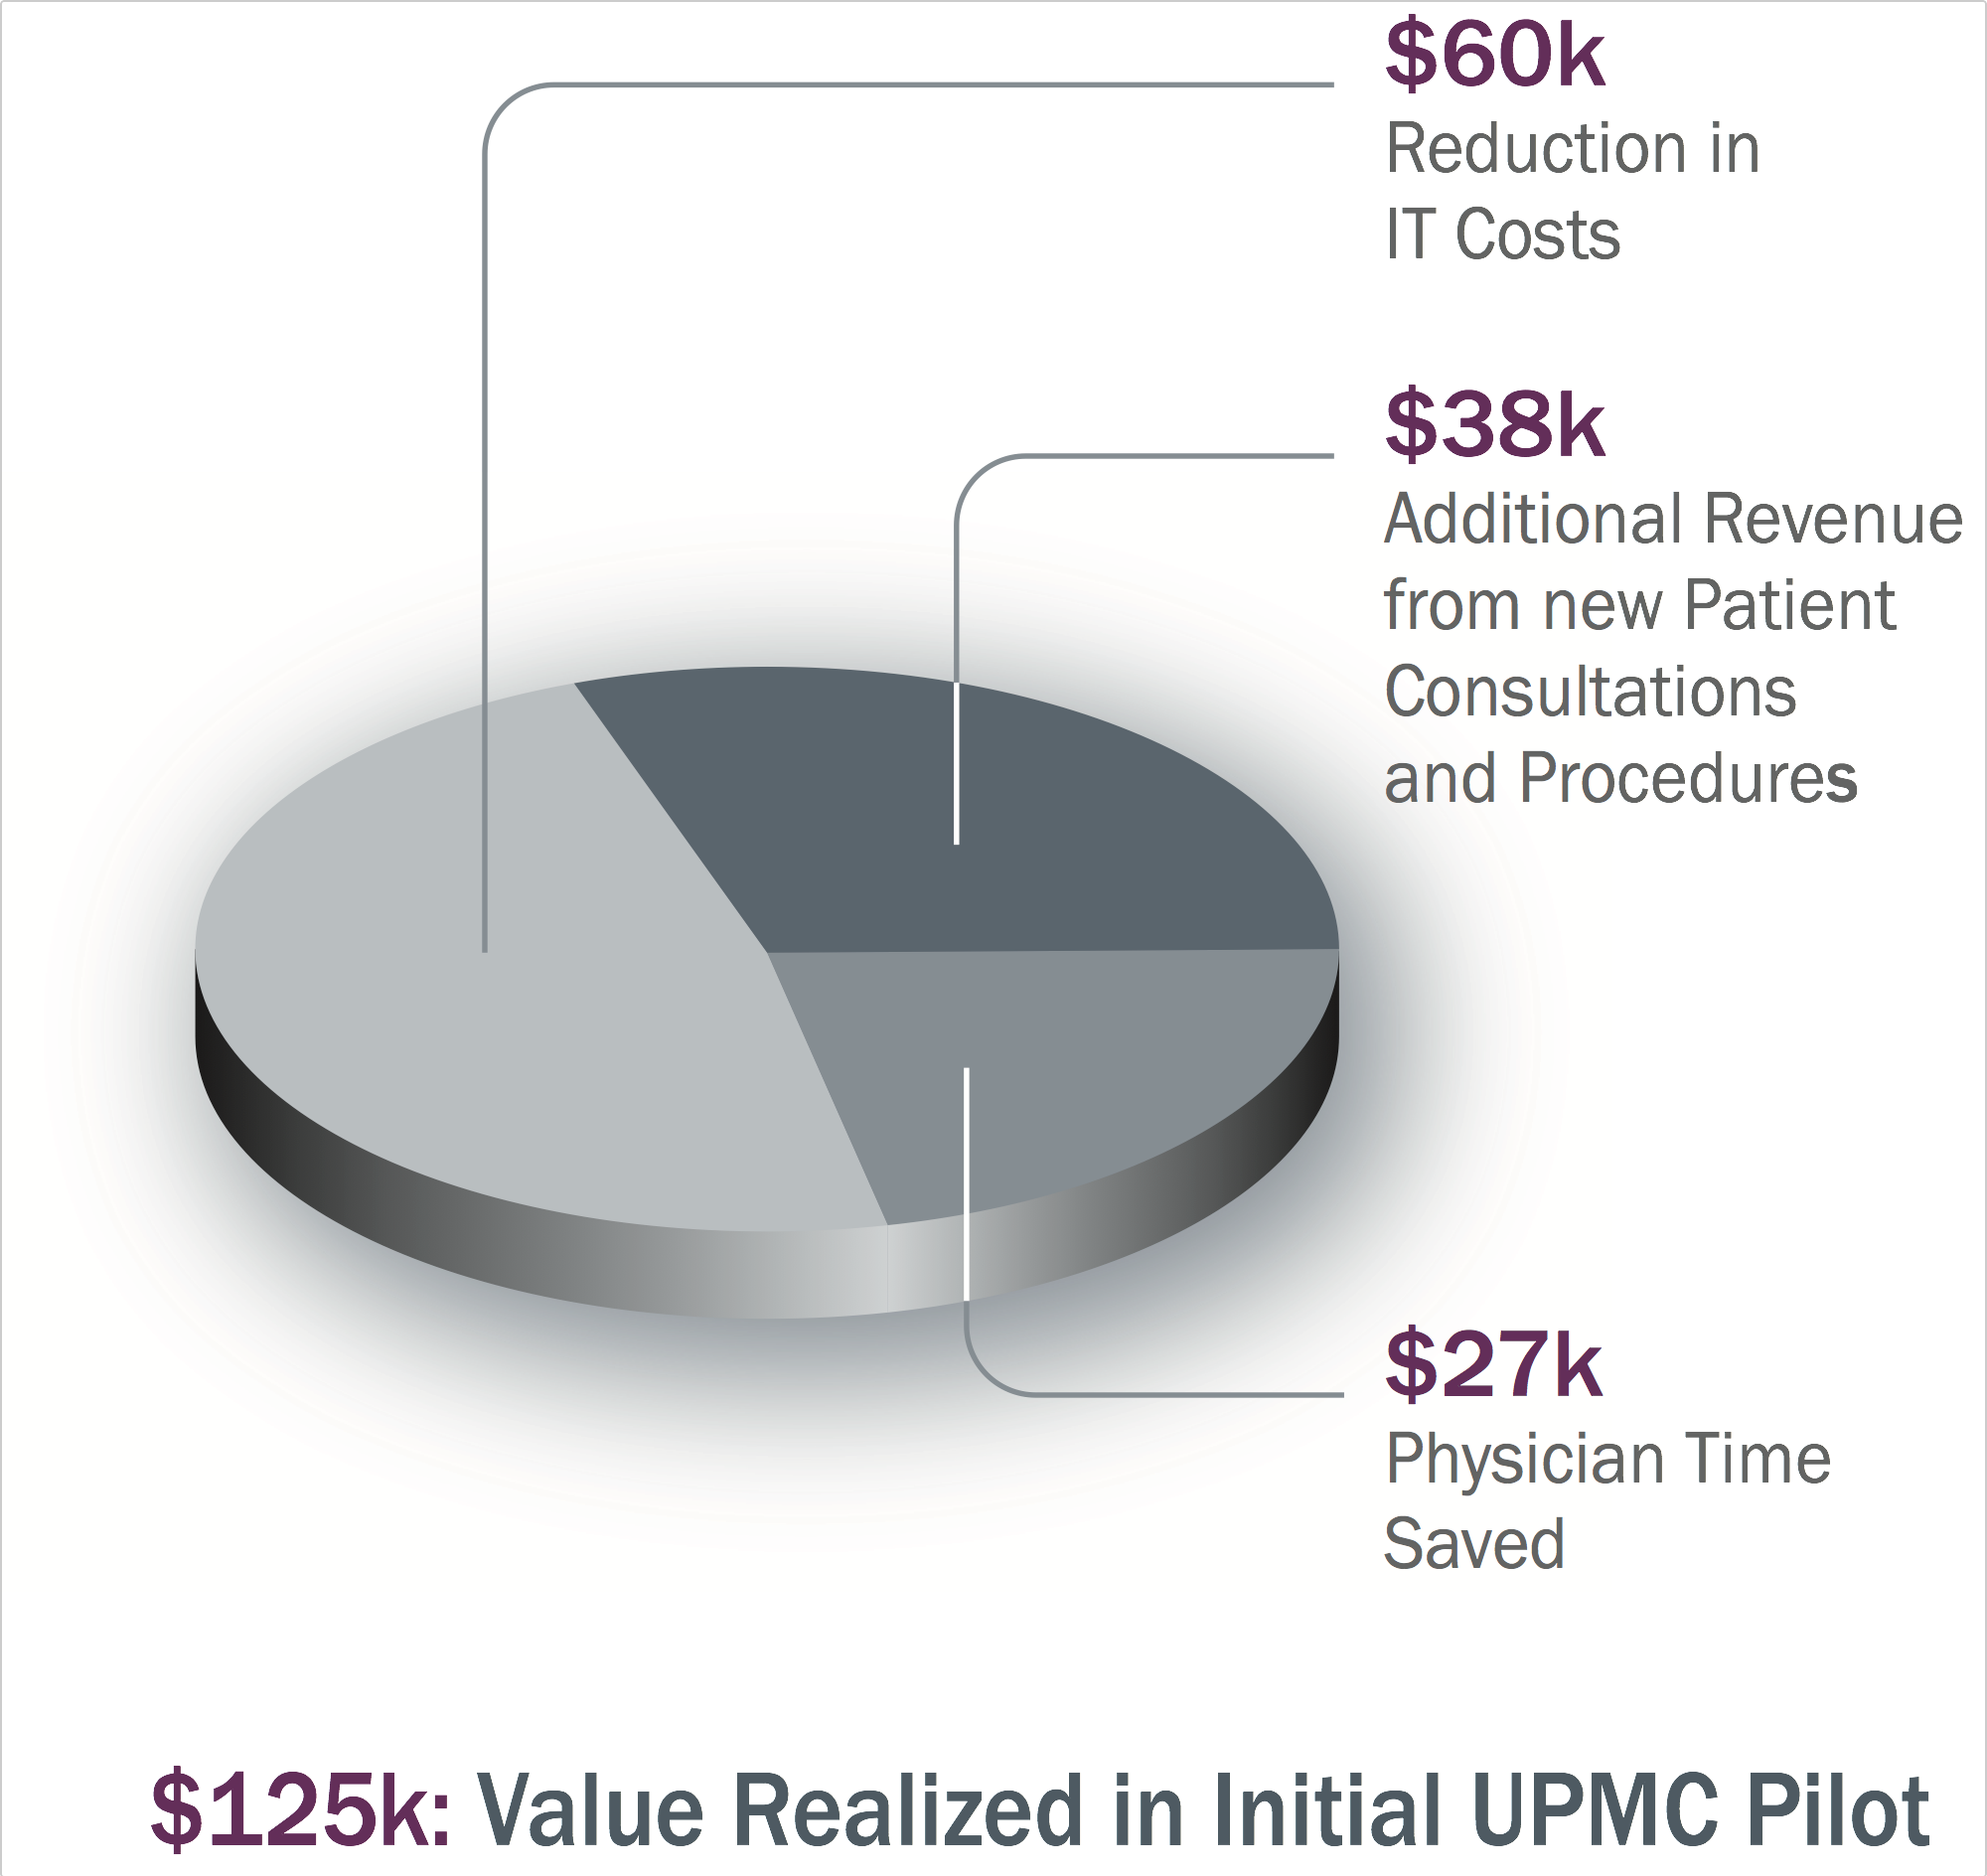 $60k
Reduction in
IT Costs
$38k
Additional Revenue
from new Patient
Consultations
and Procedures
$27k
Physician Time
Saved
$125k: Value Realized in Initial UPMC Pilot